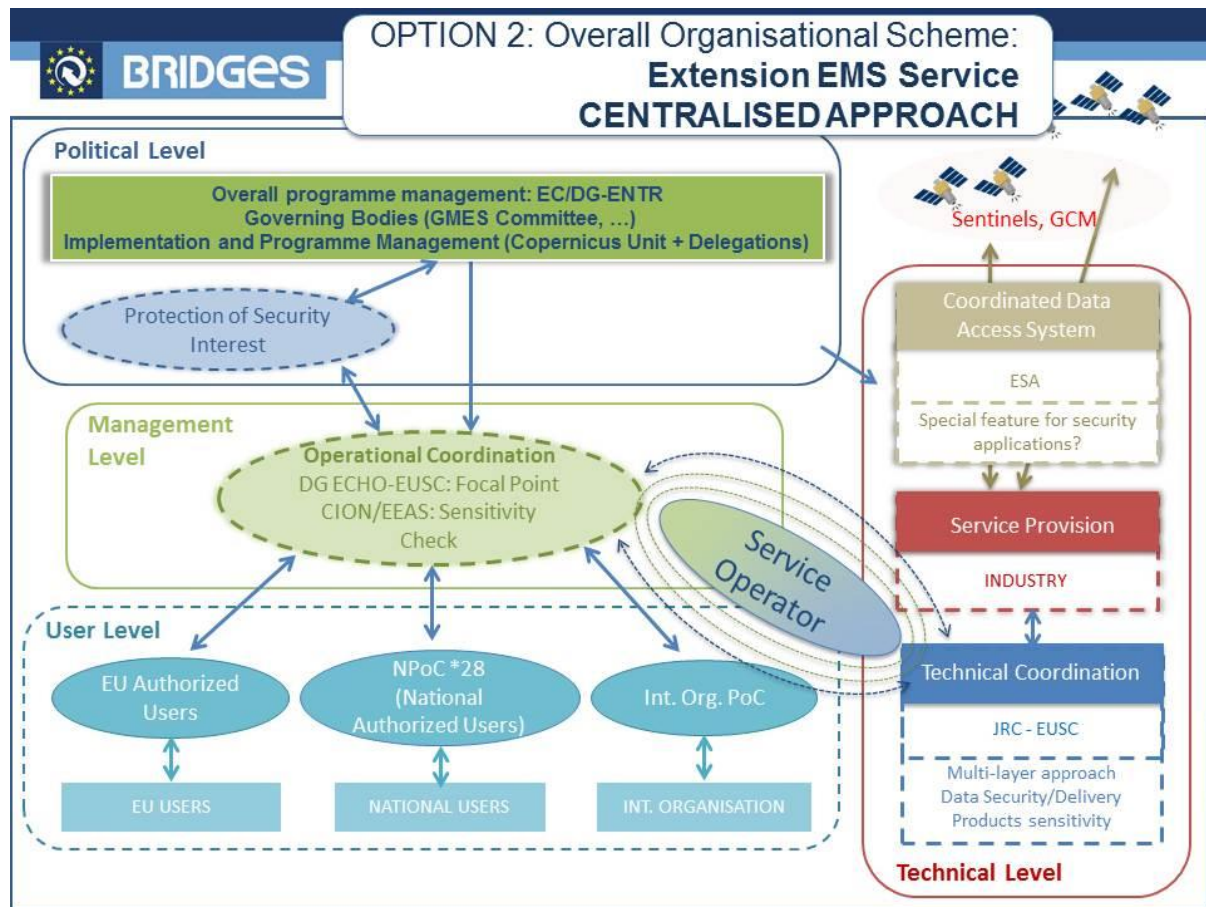 BRIDGES
OPTION 2: Overall Organisational Scheme:
Extension EMS Service
CENTRALISED APPROACH
Political Level
Overall programme management: EC/DG-ENTR
Governing Bodies (GMES Committee, ...)
Implementation and Programme Management (Copernicus Unit + Delegations)
Protection of Security
Interest
Sentinels, GCM
Coordinated Data
Access System
ESA
Special feature for security
applications?
Management
Level
Operational Coordination
DG ECHO-EUSC: Focal Point
CION/EEAS: Sensitivity
Check
Service
Operator
Service Provision
INDUSTRY
User Level
EU Authorized
Users
NPoC *28
(National
Authorized Users)
Int. Org. PoC
EU USERS
NATIONAL USERS
INT. ORGANISATION
Technical Coordination
JRC - EUSC
Multi-layer approach
Data Security/Delivery
Products sensitivity
Technical Level